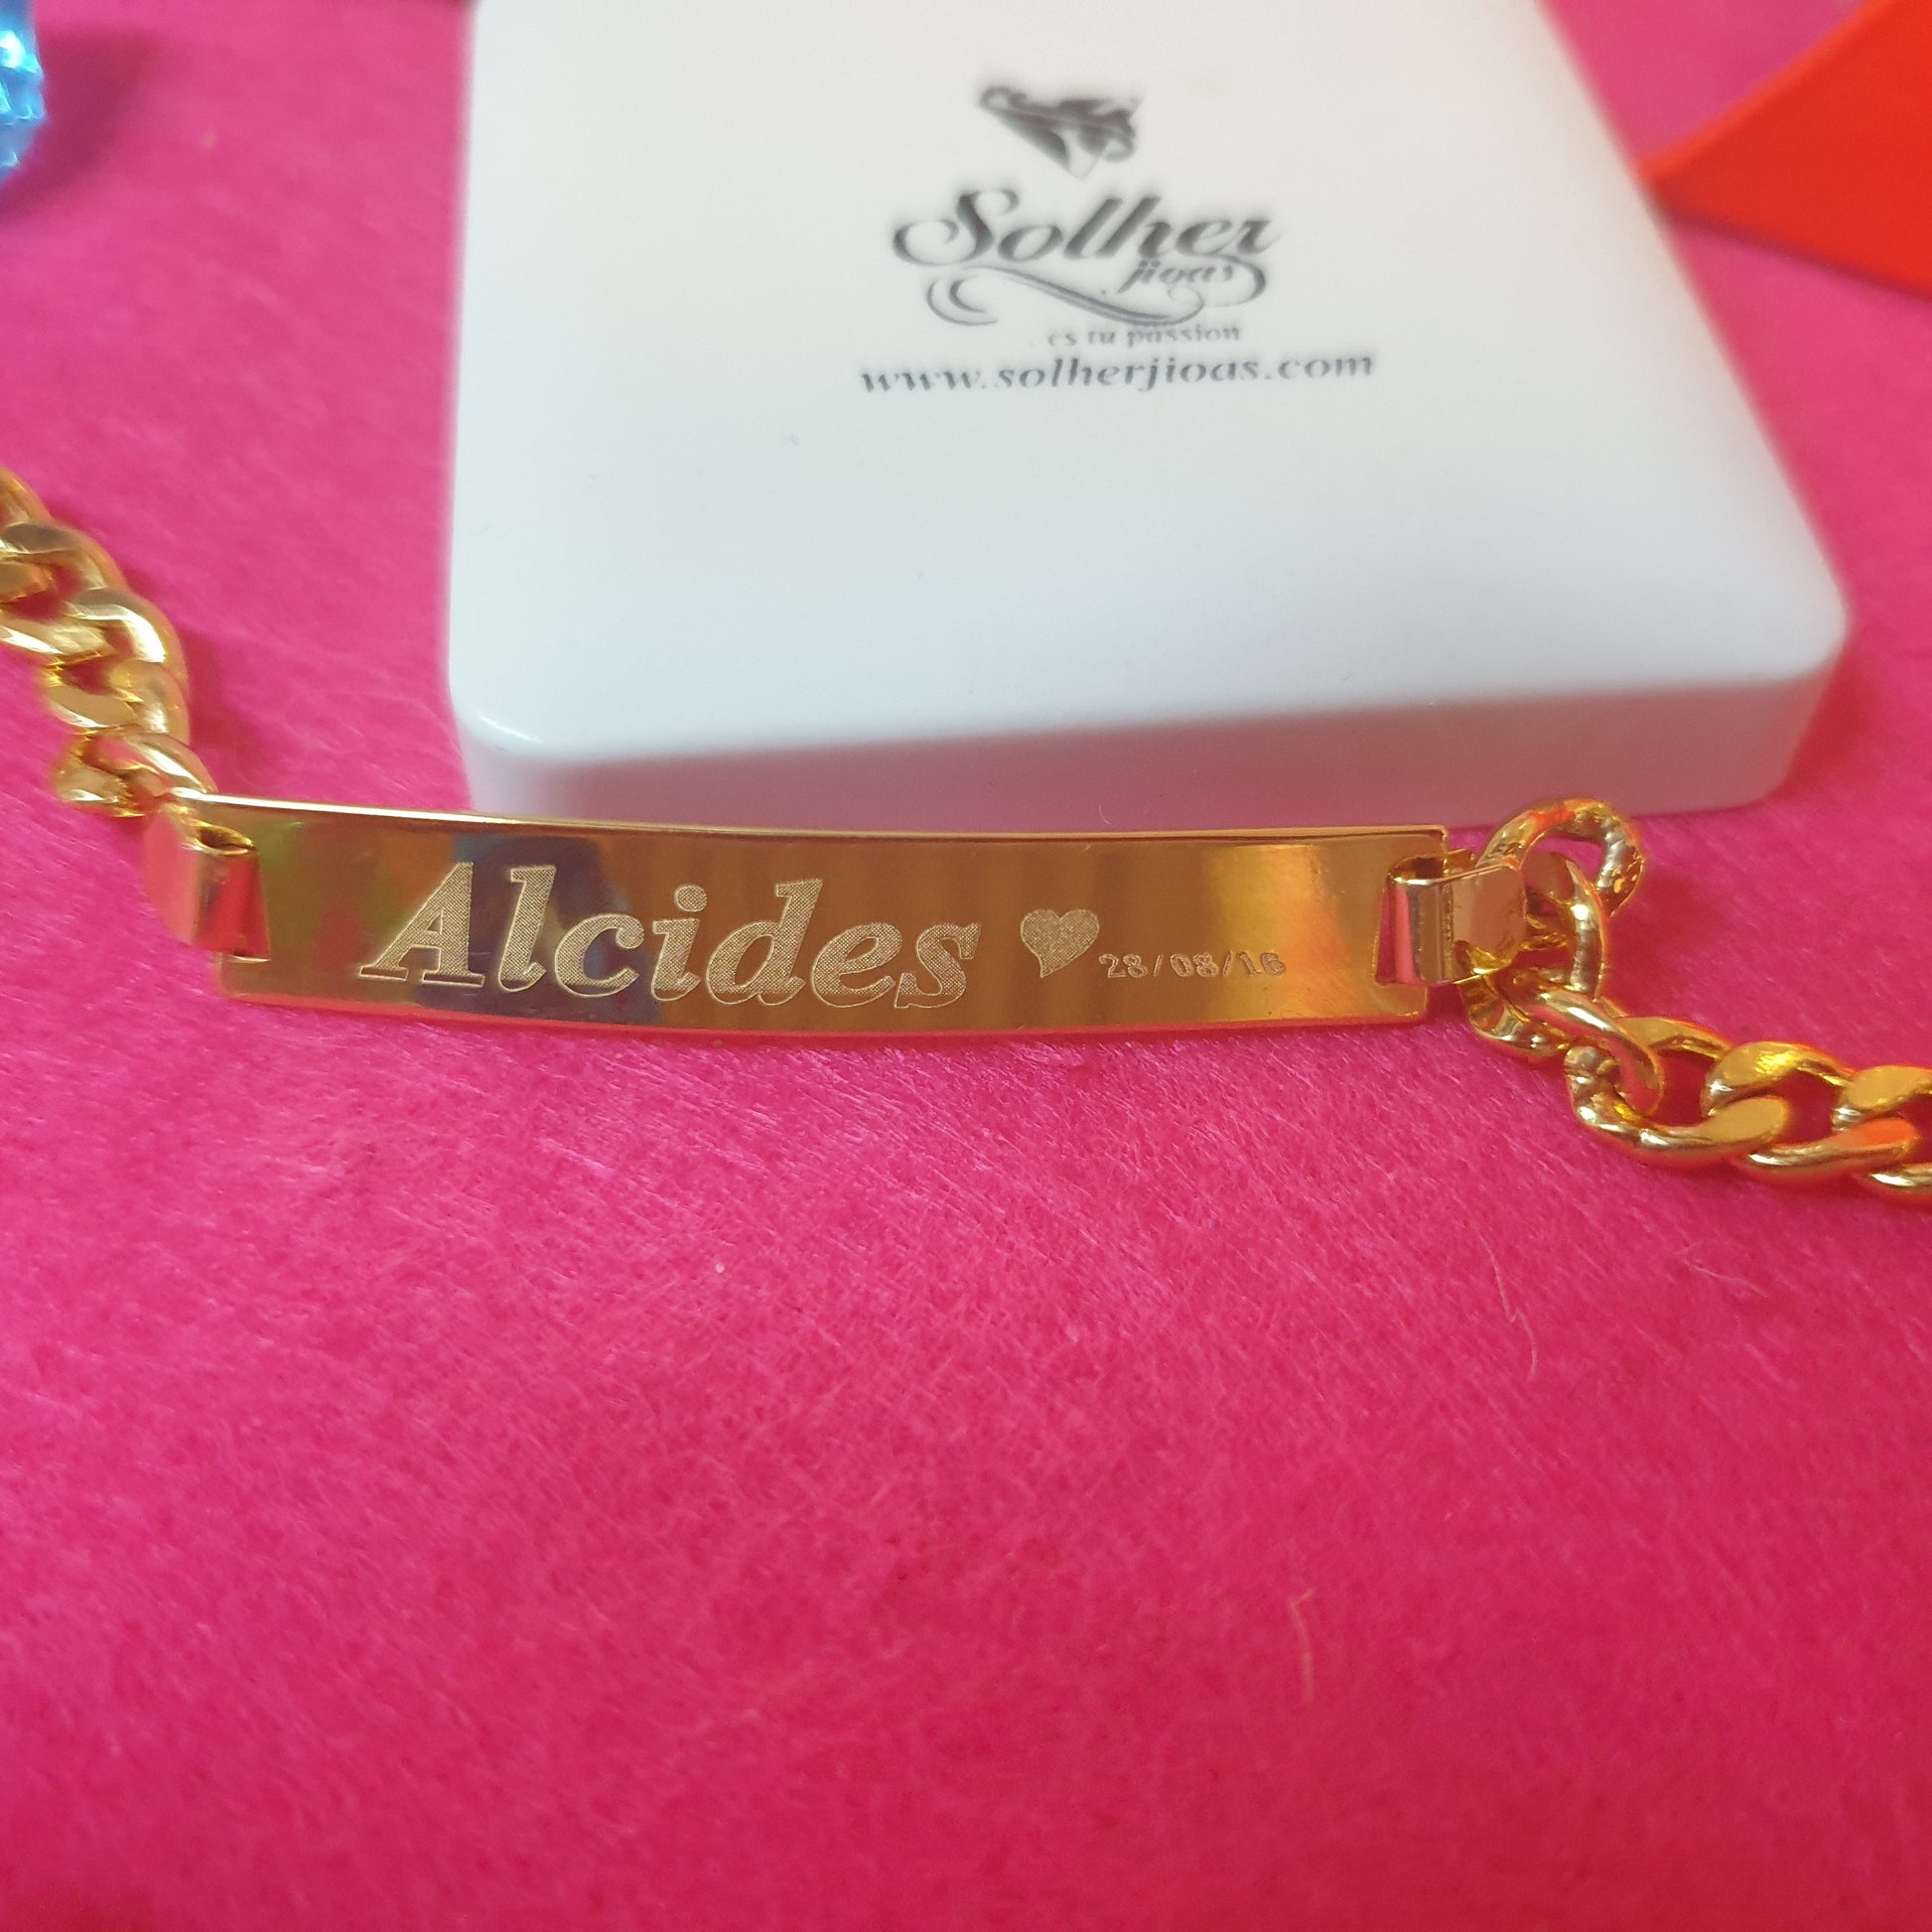 Solher
jioas
es tu passion
www.solherjioas.com
Alcides
28/08/16